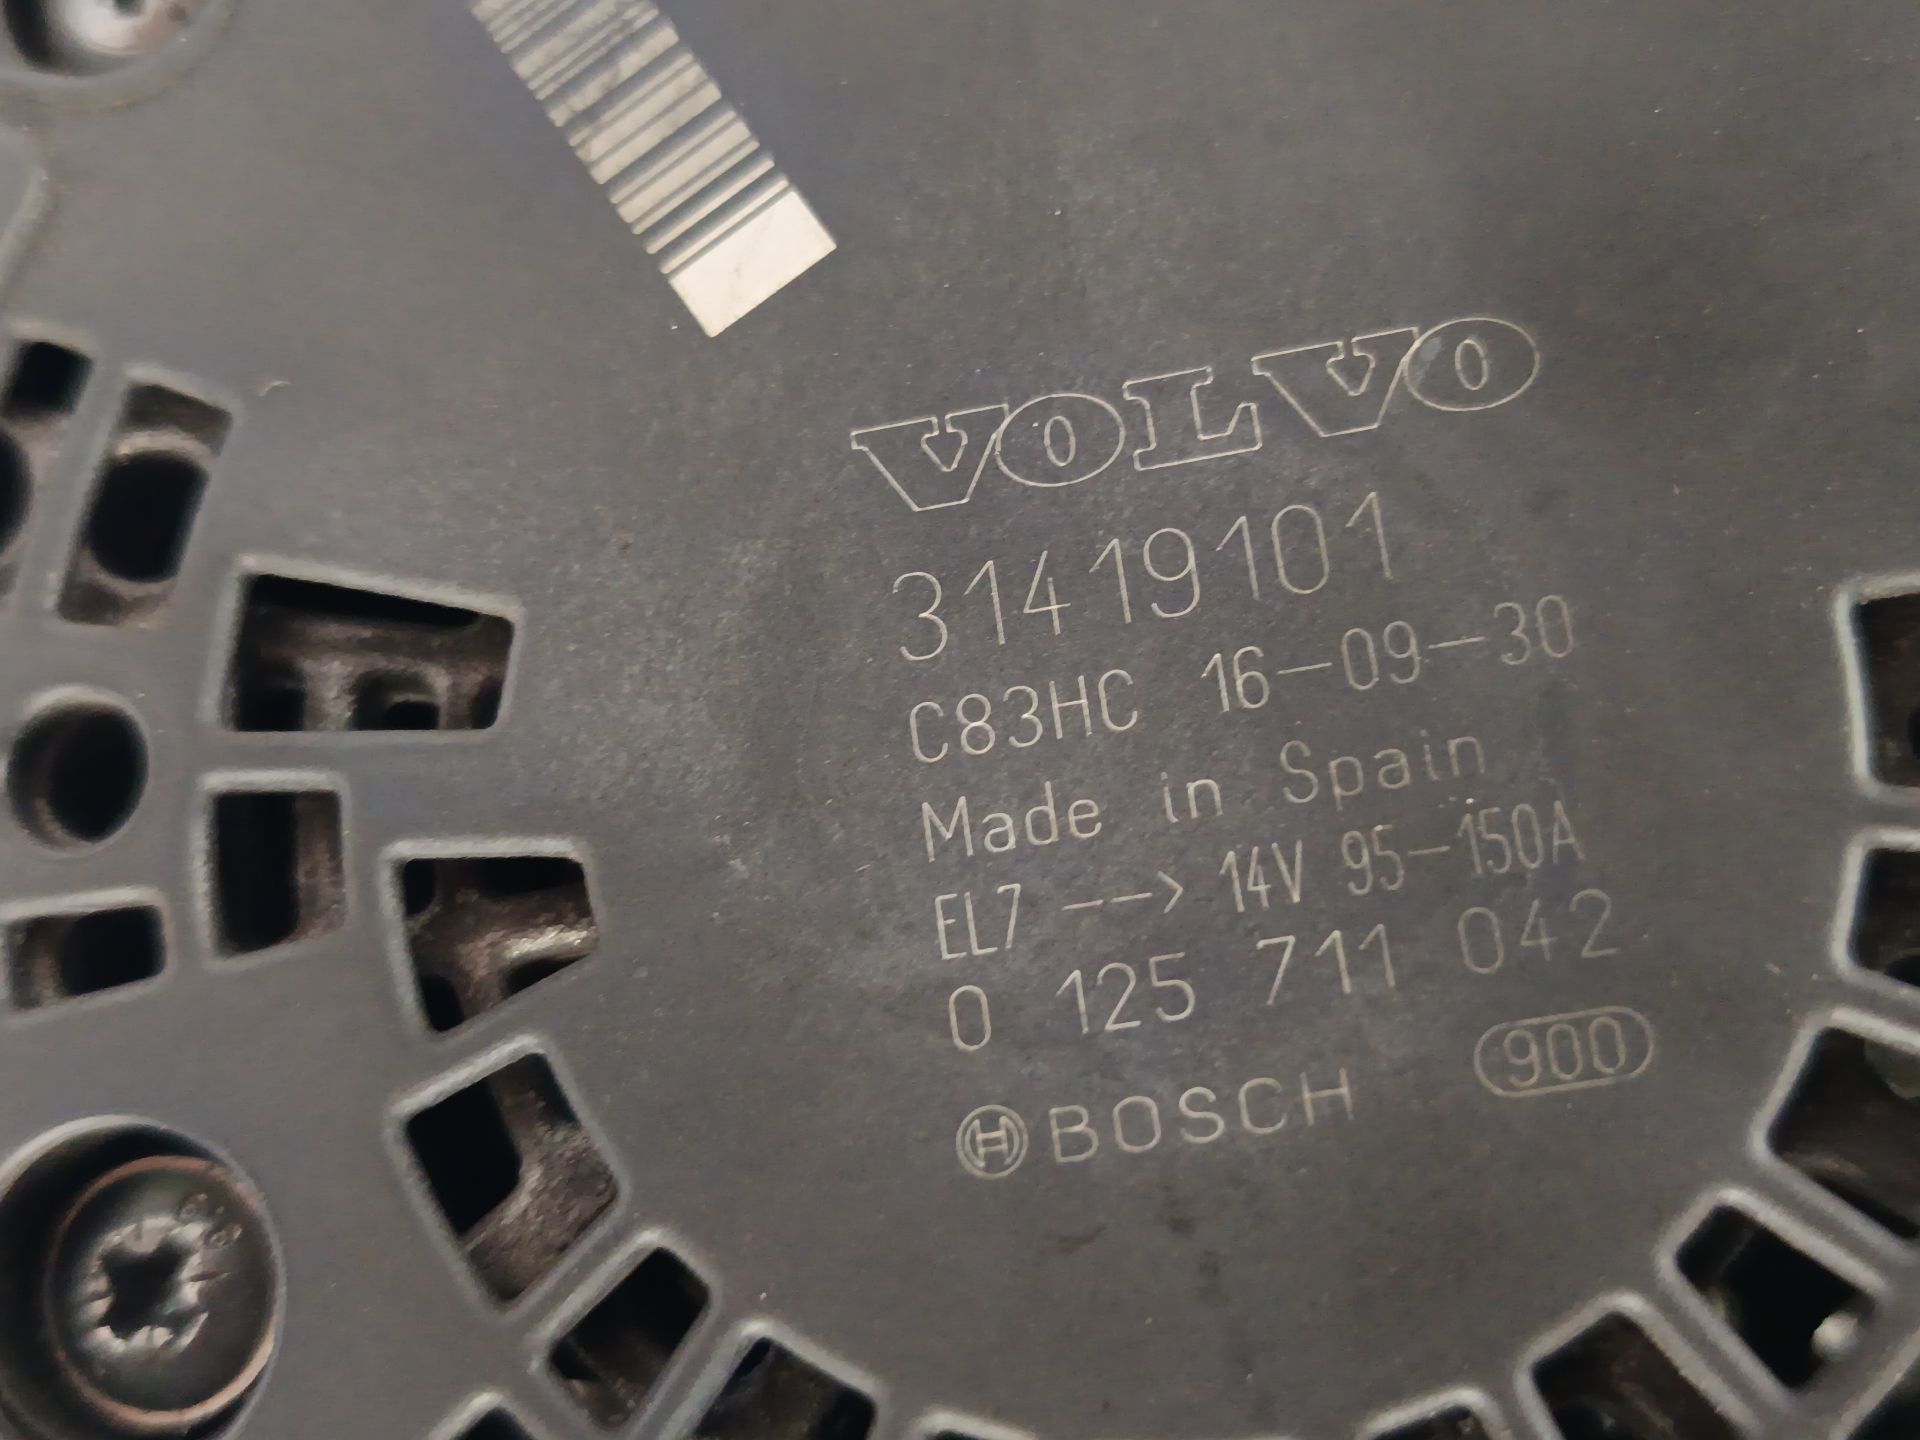 VOLVO
31419101
C83HC 16-09-30
Made in Spain
EL7 --> 14V 95-150A
0 125 711 042
BOSCH 900